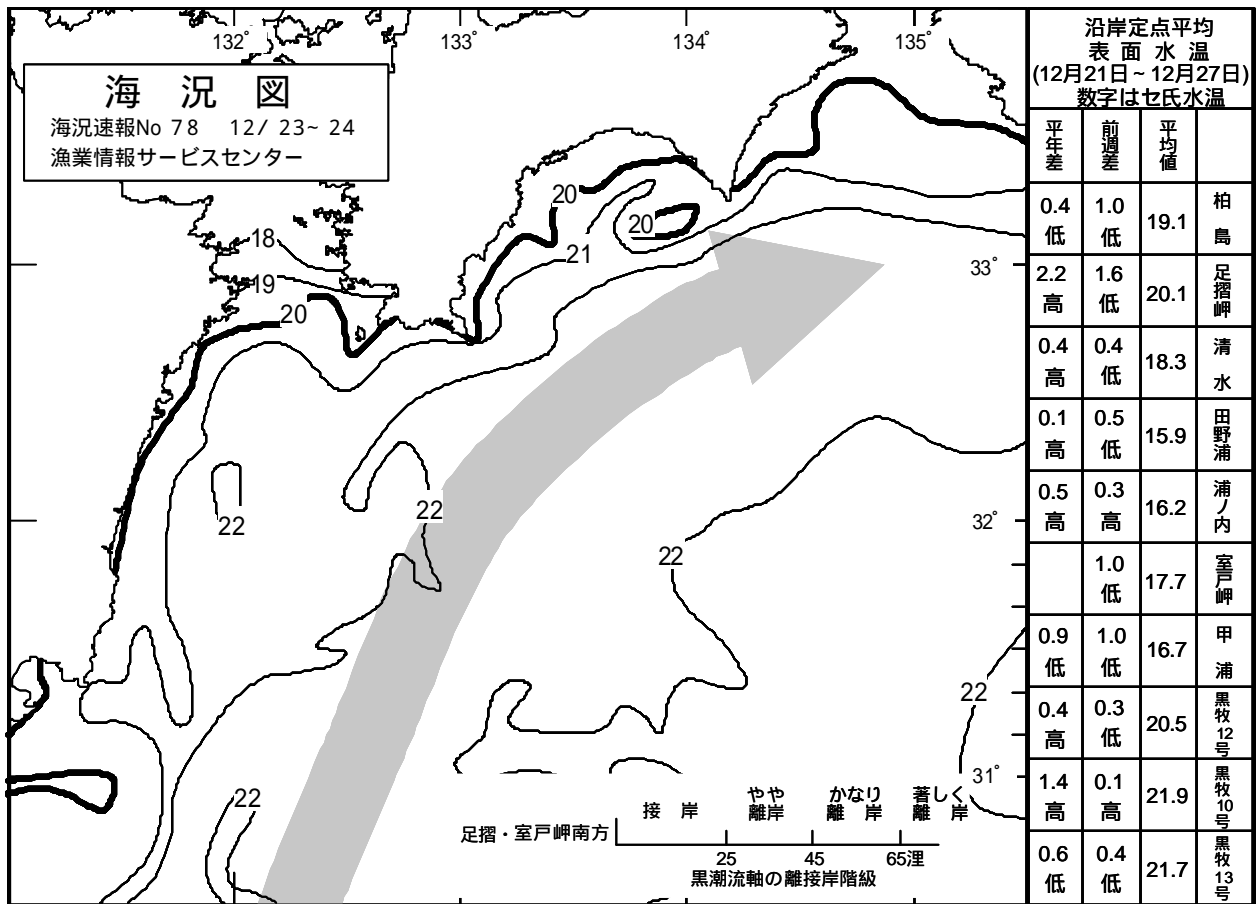 132° 133° 134° 135°
海 況 図
海況速報No 78 12/ 23~ 24
漁業情報サービスセンター
20
20
18
21
19
33°
20
22
22
32°
22
22
31°
22
接 岸 やや離岸 かなり離 岸 著しく離 岸
足摺・室戸岬南方
25 45 65浬
黒潮流軸の離接岸階級
沿岸定点平均
表 面 水 温
(12月21日~12月27日)
数字はセ氏水温
平年差 前週差 平均値
0.4低 1.0低 19.1 柏島
2.2高 1.6低 20.1 足摺岬
0.4高 0.4低 18.3 清水
0.1高 0.5低 15.9 田野浦
0.5高 0.3高 16.2 浦ノ内
1.0低 17.7 室戸岬
0.9低 1.0低 16.7 甲浦
0.4高 0.3低 20.5 黒牧12号
1.4高 0.1高 21.9 黒牧10号
0.6低 0.4低 21.7 黒牧13号